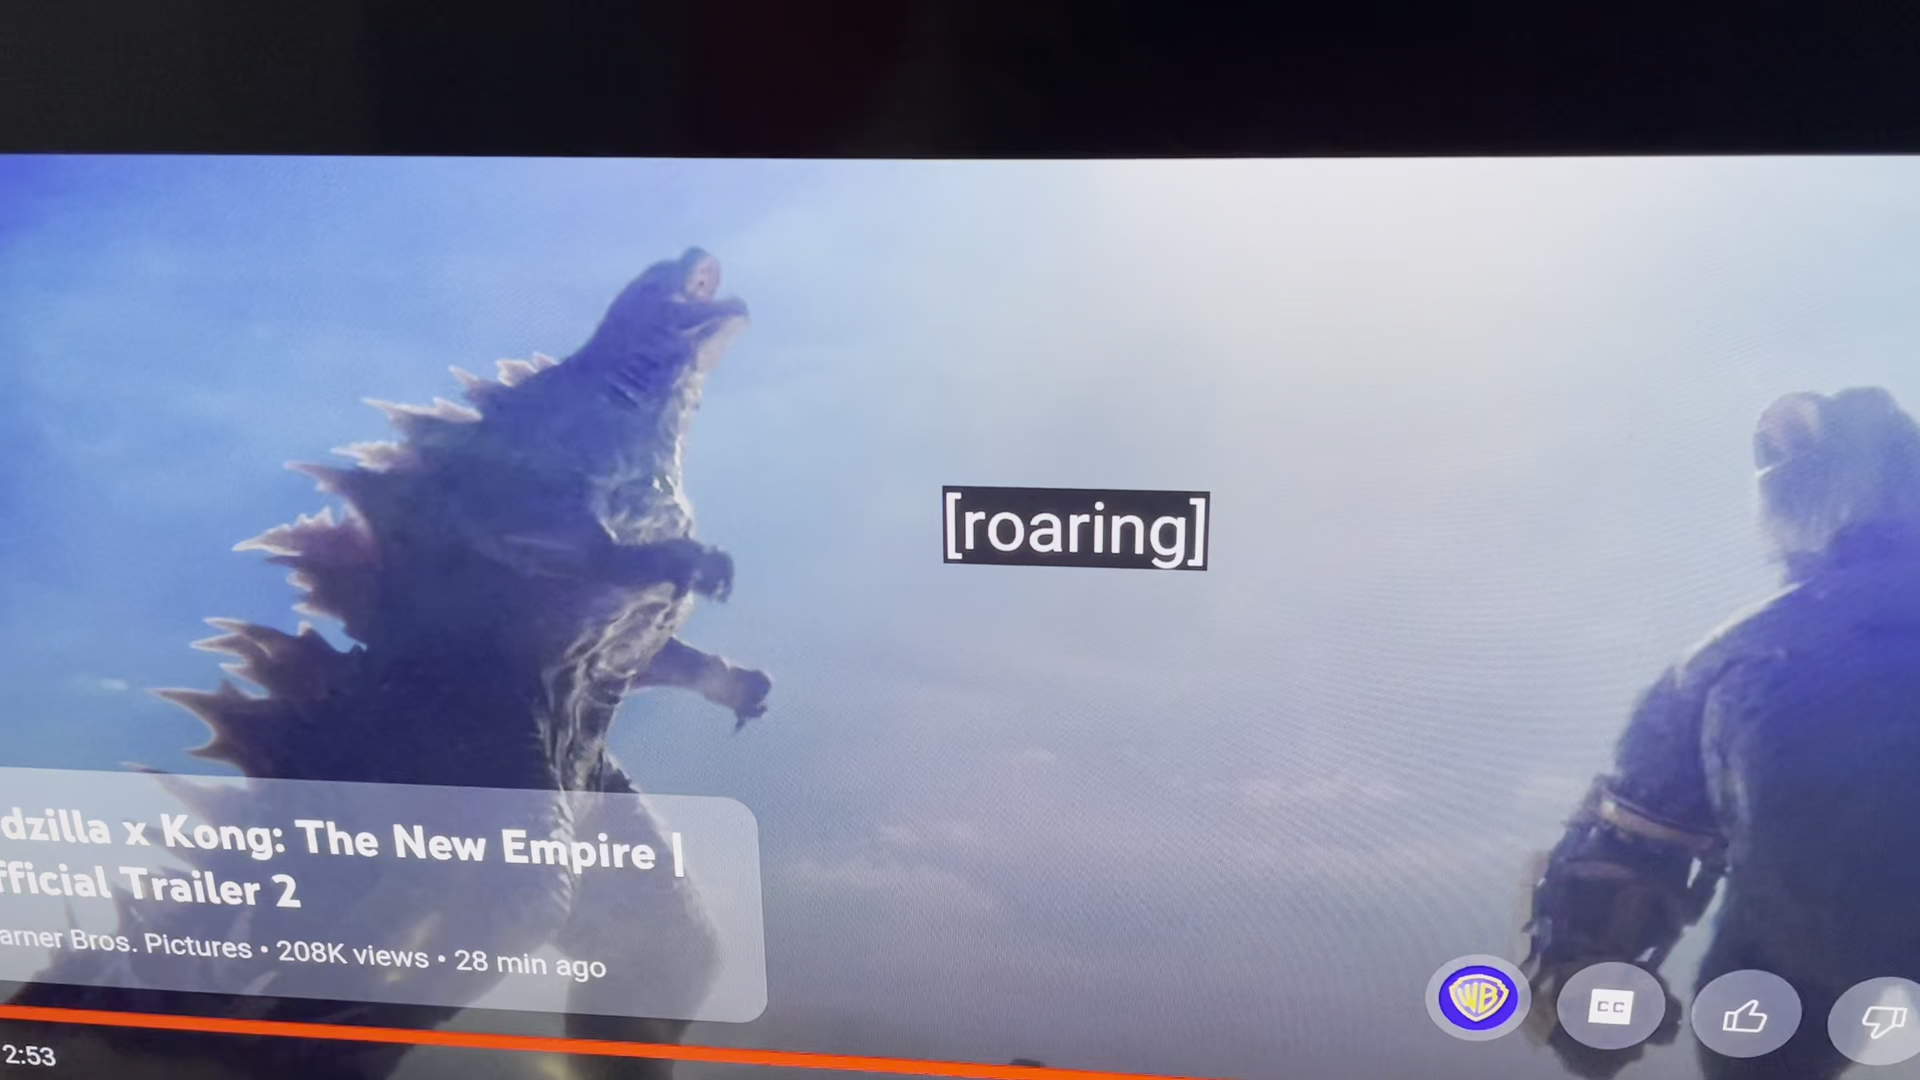 [roaring]
dzilla x Kong: The New Empire |
fficial Trailer 2
arner Bros. Pictures • 208K views • 28 min ago
WB
CC
2:53